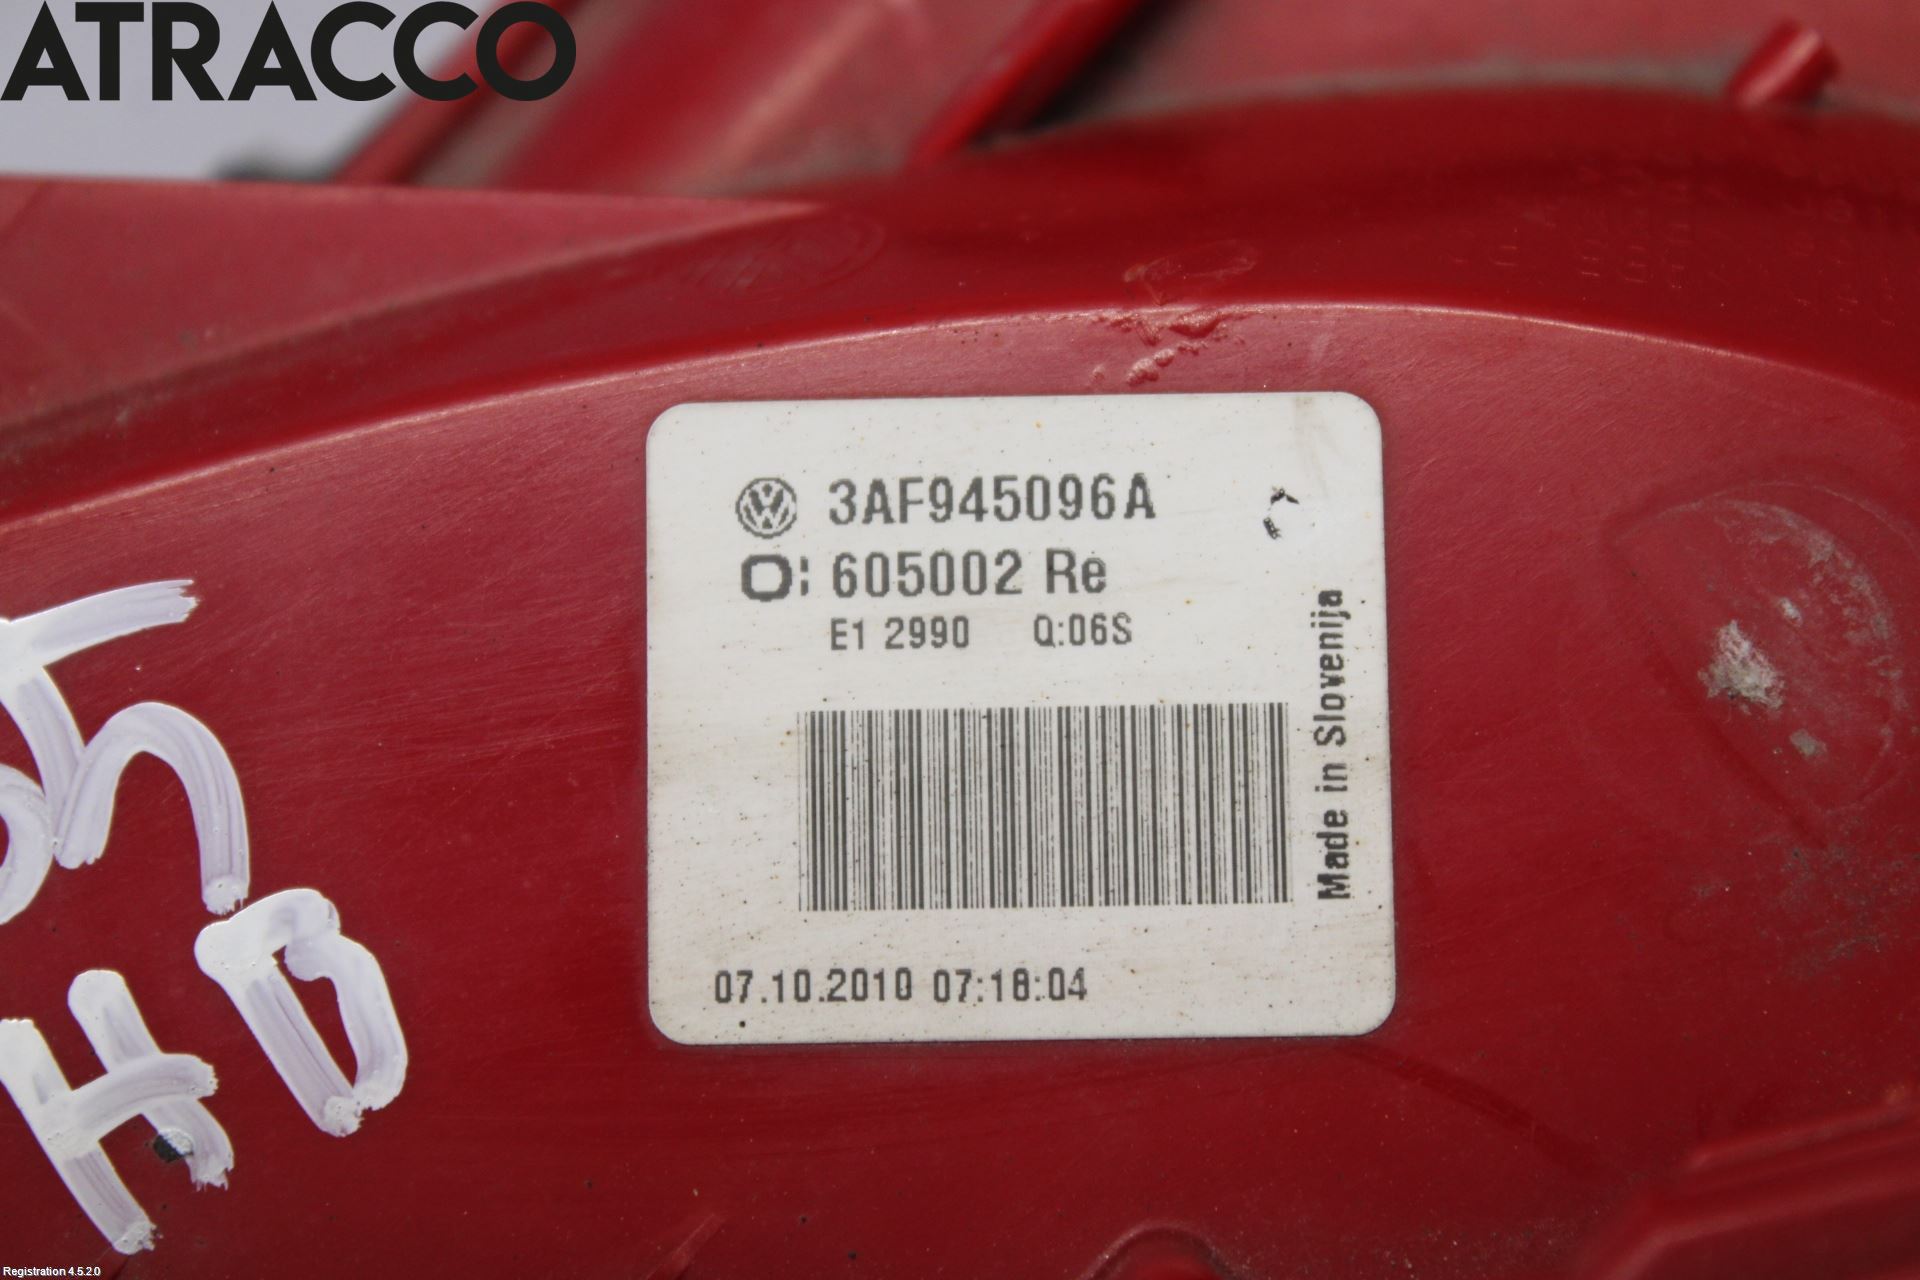 ATRACCO
3AF945096A
O: 605002 Re
E1 2990 Q:06S
Made in Slovenija
07.10.2010 07:18:04
HD
Registration 4.5.2.0